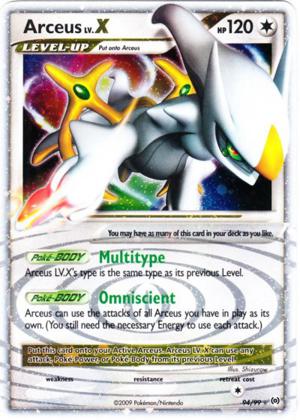 Arceus LV.X HP120
LEVEL-UP Put onto Arceus
You may have as many of this card in your deck as you like.
Poké-BODY Multitype
Arceus LV.X's type is the same as its previous Level.
Poké-BODY Omniscient
Arceus can use the attacks of all Arceus you have in play as its
own. (You still need the necessary Energy to use each attack.)
Put this card onto your Active Arceus. Arceus LV.X can use any
attack, Poké-Power, or Poké-Body from its previous Level.
Illus. Shizurow
weakness resistance retreat cost
©2009 Pokémon/Nintendo 94/99